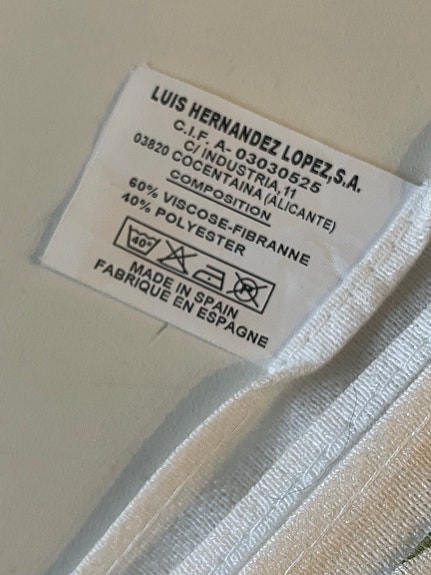 LUIS HERNANDEZ LOPEZ,S.A.
C.I.F. A- 03030525
C/ INDUSTRIA,11
03820 COCENTAINA (ALICANTE)
COMPOSITION
60% VISCOSE-FIBRANNE
40% POLYESTER
40°
MADE IN SPAIN
FABRIQUE EN ESPAGNE